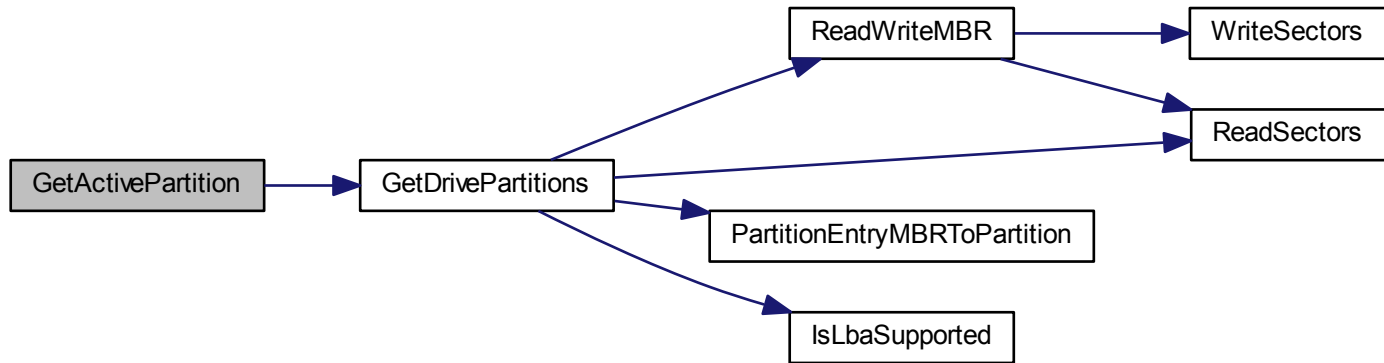 ReadWriteMBR
WriteSectors
ReadSectors
GetActivePartition
GetDrivePartitions
PartitionEntryMBRToPartition
IsLbaSupported